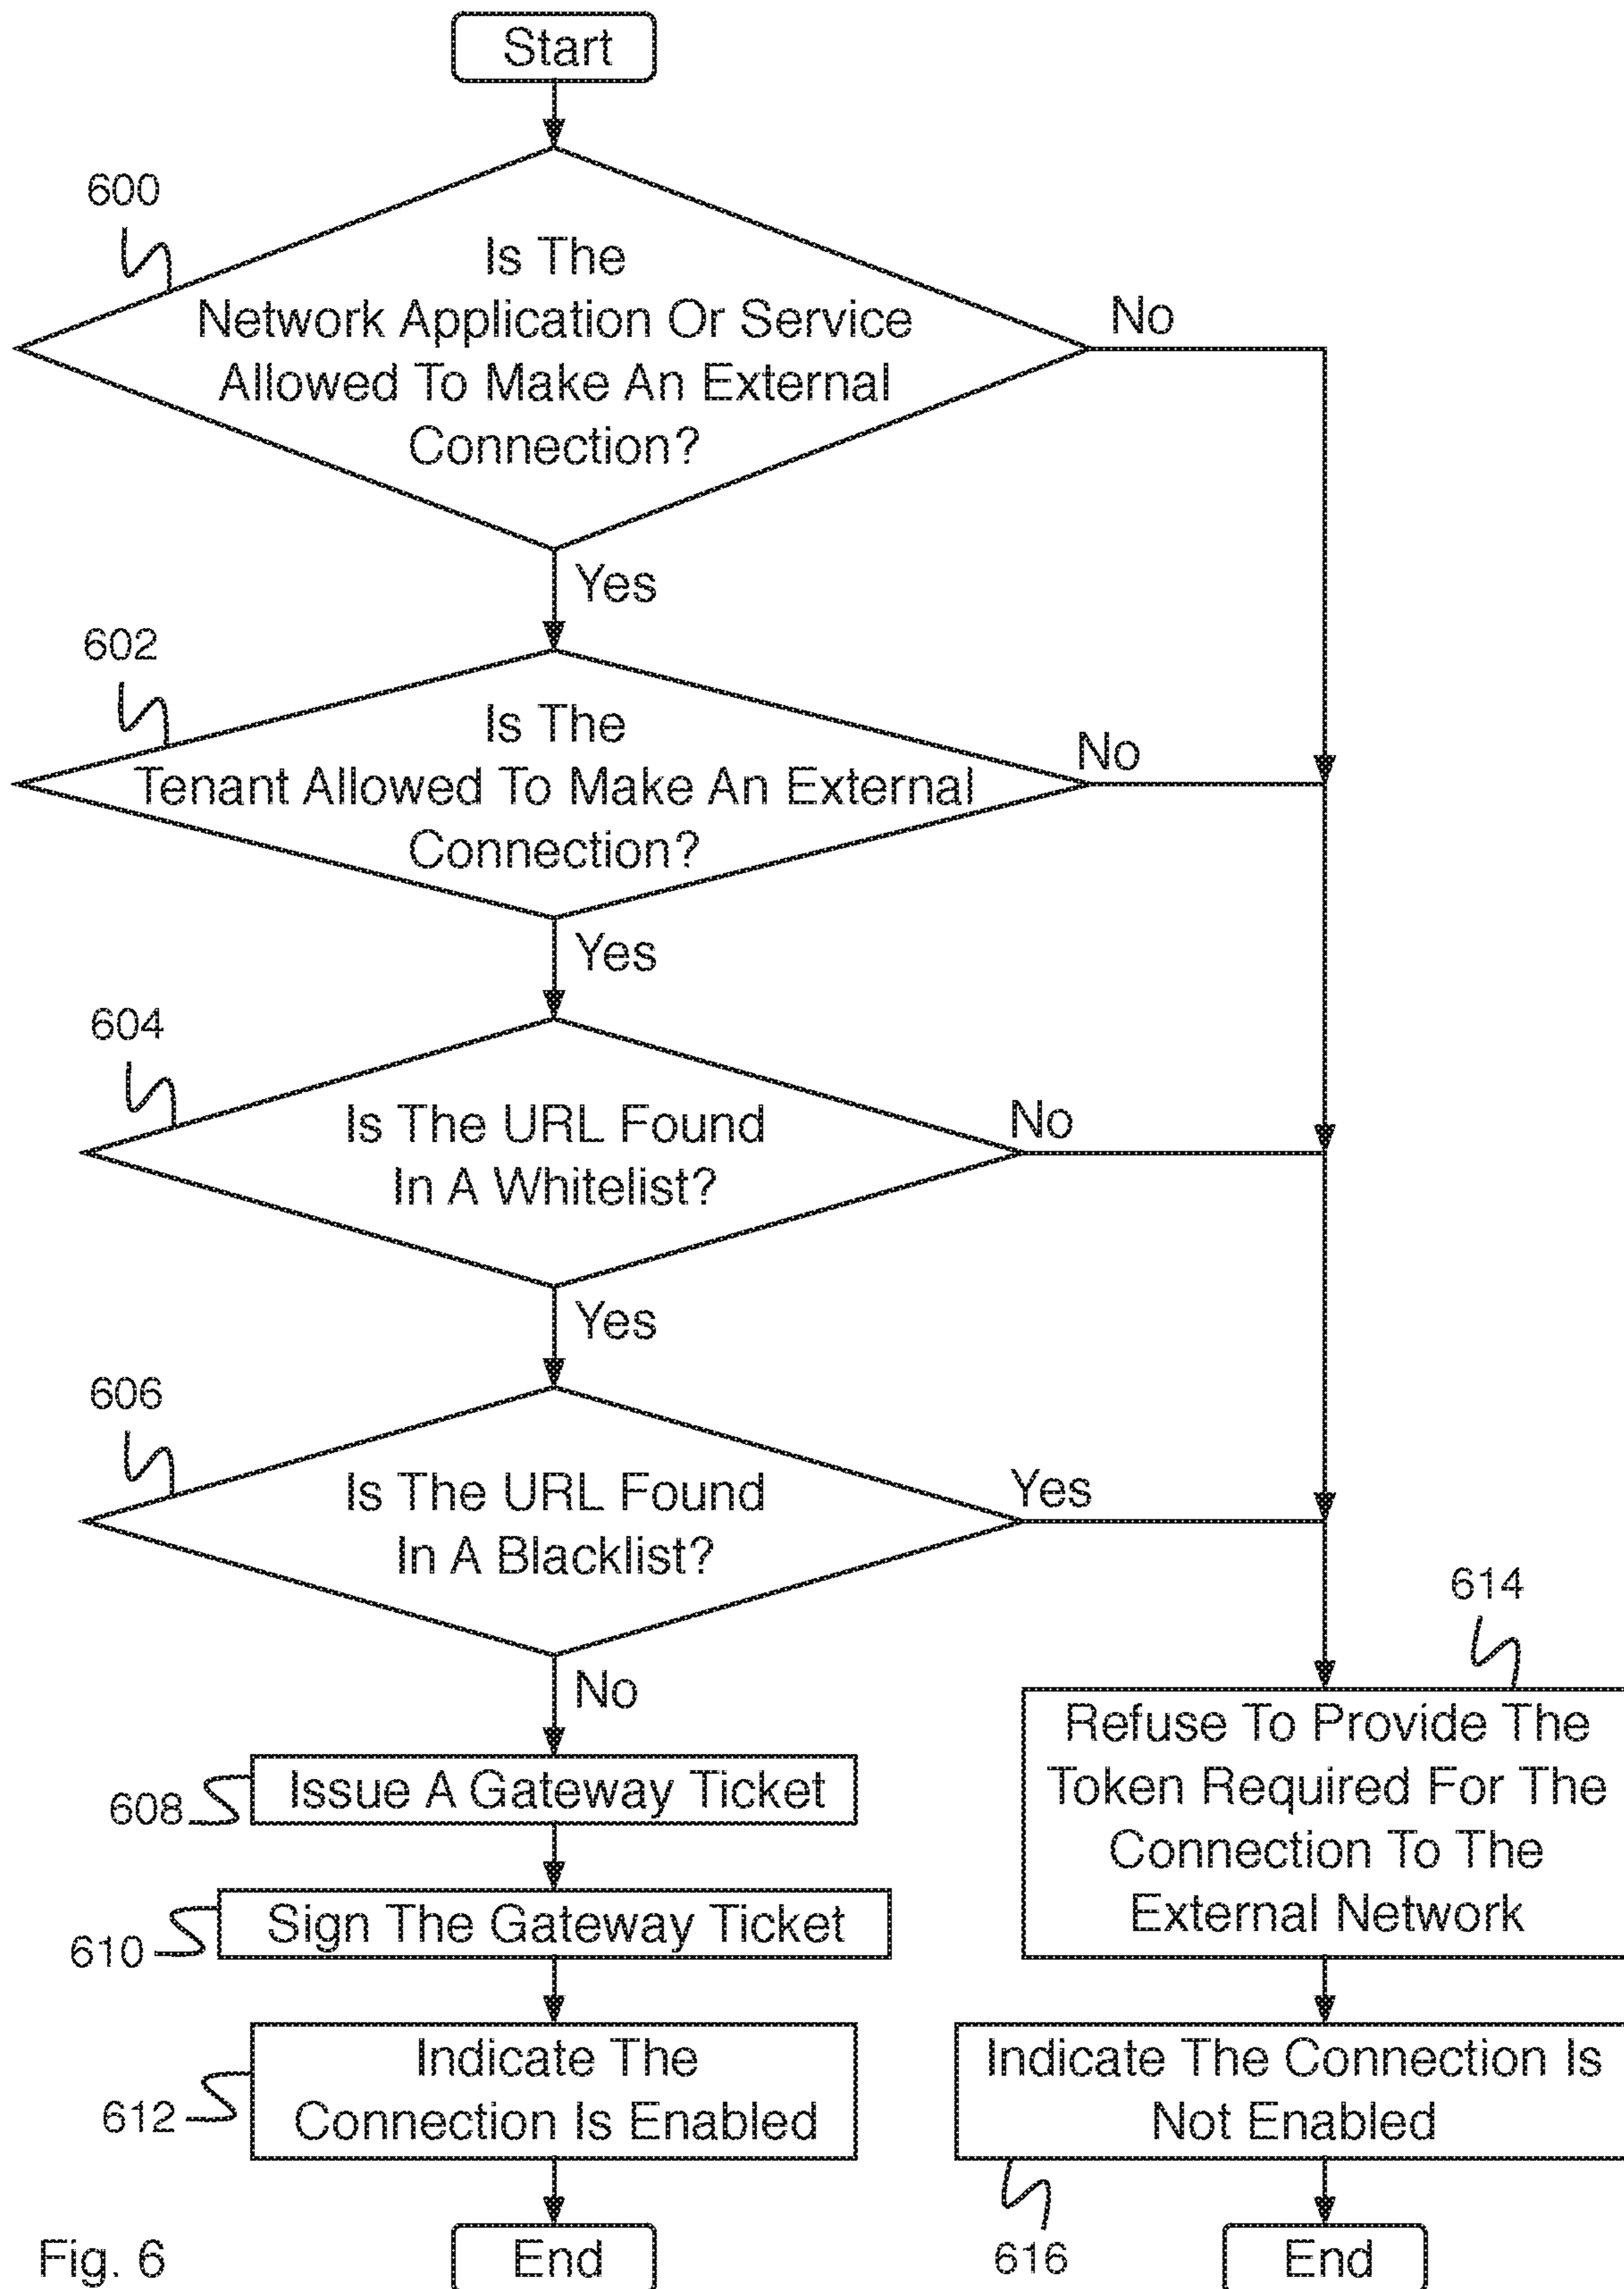 Start
600
Is The
Network Application Or Service
Allowed To Make An External
Connection?
No
Yes
602
Is The
Tenant Allowed To Make An External
Connection?
No
Yes
604
Is The URL Found
In A Whitelist?
No
Yes
606
Is The URL Found
In A Blacklist?
Yes
No
614
Refuse To Provide The
Token Required For The
Connection To The
External Network
608
Issue A Gateway Ticket
610
Sign The Gateway Ticket
612
Indicate The
Connection Is Enabled
Indicate The Connection Is
Not Enabled
616
End
End
Fig. 6